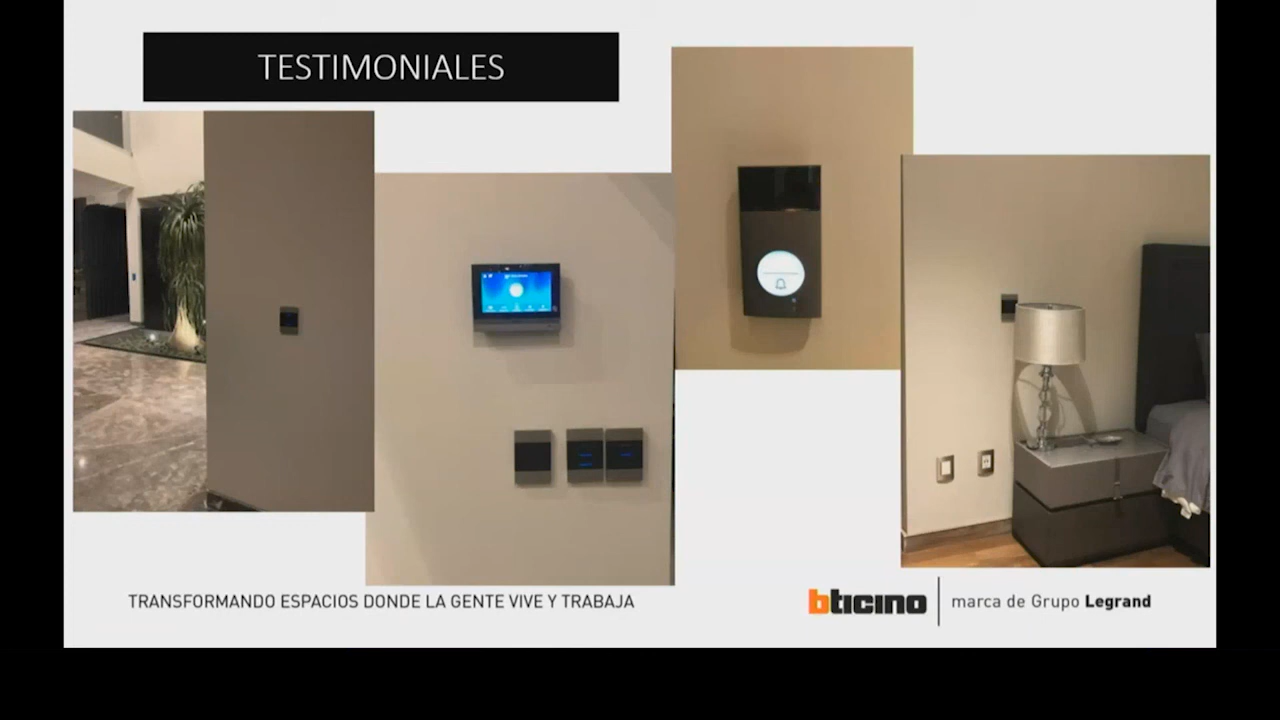 TESTIMONIALES
TRANSFORMANDO ESPACIOS DONDE LA GENTE VIVE Y TRABAJA
bticino
marca de Grupo Legrand